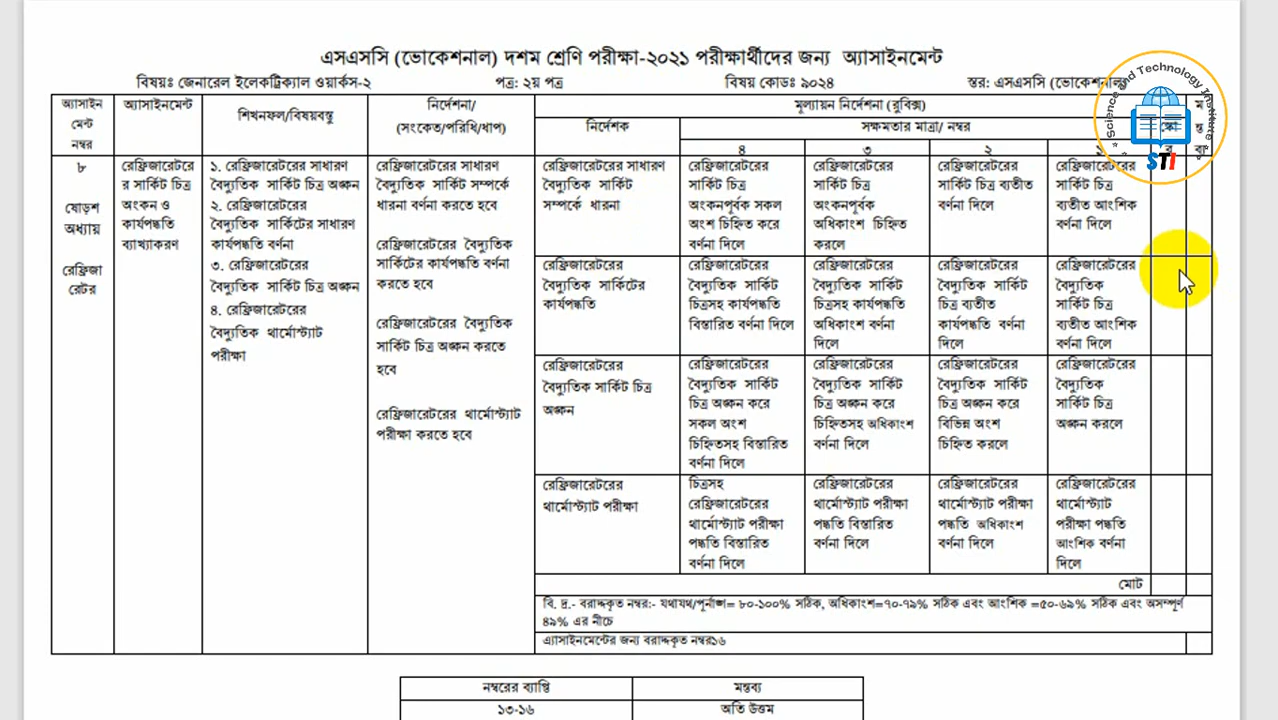 এসএসসি (ভোকেশনাল) দশম শ্রেণি পরীক্ষা-২০২১ পরীক্ষার্থীদের জন্য অ্যাসাইনমেন্ট
বিষয়ঃ জেনারেল ইলেকট্রিক্যাল ওয়ার্কস-২ পত্র: ২য় পত্র বিষয় কোডঃ ৯০২৪ স্তর: এসএসসি (ভোকেশনাল)
Science and Technology Institute
STI
অ্যাসাইন
মেন্ট
নম্বর
অ্যাসাইনমেন্ট
শিখনফল/বিষয়বস্তু
নির্দেশনা/
(সংকেত/পরিধি/ধাপ)
মূল্যায়ন নির্দেশনা (রুবিক্স)
ম
ন্ত
ব্য
নির্দেশক
সক্ষমতার মাত্রা/ নম্বর
স্কো
র
৪
৩
২
৮
ষোড়শ
অধ্যায়
রেফ্রিজা
রেটর
রেফ্রিজারেটরে
র সার্কিট চিত্র
অংকন ও
কার্যপদ্ধতি
ব্যাখ্যাকরণ
১. রেফ্রিজারেটরের সাধারণ
বৈদ্যুতিক সার্কিট চিত্র অঙ্কন
২. রেফ্রিজারেটরের
বৈদ্যুতিক সার্কিটের সাধারণ
কার্যপদ্ধতি বর্ণনা
৩. রেফ্রিজারেটরের
বৈদ্যুতিক সার্কিট চিত্র অঙ্কন
৪. রেফ্রিজারেটরের
বৈদ্যুতিক থার্মোস্ট্যাট
পরীক্ষা
রেফ্রিজারেটরের সাধারণ
বৈদ্যুতিক সার্কিট সম্পর্কে
ধারনা বর্ণনা করতে হবে
রেফ্রিজারেটরের বৈদ্যুতিক
সার্কিটের কার্যপদ্ধতি বর্ণনা
করতে হবে
রেফ্রিজারেটরের বৈদ্যুতিক
সার্কিট চিত্র অঙ্কন করতে
হবে
রেফ্রিজারেটরের থার্মোস্ট্যাট
পরীক্ষা করতে হবে
রেফ্রিজারেটরের সাধারণ
বৈদ্যুতিক সার্কিট
সম্পর্কে ধারনা
রেফ্রিজারেটরের
সার্কিট চিত্র
অংকনপূর্বক সকল
অংশ চিহ্নিত করে
বর্ণনা দিলে
রেফ্রিজারেটরের
সার্কিট চিত্র
অংকনপূর্বক
অধিকাংশ চিহ্নিত
করলে
রেফ্রিজারেটরের
সার্কিট চিত্র ব্যতীত
বর্ণনা দিলে
রেফ্রিজারেটরের
সার্কিট চিত্র
ব্যতীত আংশিক
বর্ণনা দিলে
রেফ্রিজারেটরের
বৈদ্যুতিক সার্কিটের
কার্যপদ্ধতি
রেফ্রিজারেটরের
বৈদ্যুতিক সার্কিট
চিত্রসহ কার্যপদ্ধতি
বিস্তারিত বর্ণনা দিলে
রেফ্রিজারেটরের
বৈদ্যুতিক সার্কিট
চিত্রসহ কার্যপদ্ধতি
অধিকাংশ বর্ণনা
দিলে
রেফ্রিজারেটরের
বৈদ্যুতিক সার্কিট
চিত্র ব্যতীত
কার্যপদ্ধতি বর্ণনা
দিলে
রেফ্রিজারেটরের
বৈদ্যুতিক
সার্কিট চিত্র
ব্যতীত আংশিক
বর্ণনা দিলে
রেফ্রিজারেটরের
বৈদ্যুতিক সার্কিট চিত্র
অঙ্কন
রেফ্রিজারেটরের
বৈদ্যুতিক সার্কিট
চিত্র অঙ্কন করে
সকল অংশ
চিহ্নিতসহ বিস্তারিত
বর্ণনা দিলে
রেফ্রিজারেটরের
বৈদ্যুতিক সার্কিট
চিত্র অঙ্কন করে
চিহ্নিতসহ অধিকাংশ
বর্ণনা দিলে
রেফ্রিজারেটরের
বৈদ্যুতিক সার্কিট
চিত্র অঙ্কন করে
বিভিন্ন অংশ
চিহ্নিত করলে
রেফ্রিজারেটরের
বৈদ্যুতিক
সার্কিট চিত্র
অঙ্কন করলে
রেফ্রিজারেটরের
থার্মোস্ট্যাট পরীক্ষা
চিত্রসহ
রেফ্রিজারেটরের
থার্মোস্ট্যাট পরীক্ষা
পদ্ধতি বিস্তারিত
বর্ণনা দিলে
রেফ্রিজারেটরের
থার্মোস্ট্যাট পরীক্ষা
পদ্ধতি বিস্তারিত
বর্ণনা দিলে
রেফ্রিজারেটরের
থার্মোস্ট্যাট পরীক্ষা
পদ্ধতি অধিকাংশ
বর্ণনা দিলে
রেফ্রিজারেটরের
থার্মোস্ট্যাট
পরীক্ষা পদ্ধতি
আংশিক বর্ণনা
দিলে
মোট
বি. দ্র.- বরাদ্দকৃত নম্বর:- যথাযথ/পূর্নাঙ্গ= ৮০-১০০% সঠিক, অধিকাংশ=৭০-৭৯% সঠিক এবং আংশিক =৫০-৬৯% সঠিক এবং অসম্পূর্ণ
৪৯% এর নীচে
এ্যাসাইনমেন্টের জন্য বরাদ্দকৃত নম্বর১৬
নম্বরের ব্যাপ্তি মন্তব্য
১৩-১৬ অতি উত্তম